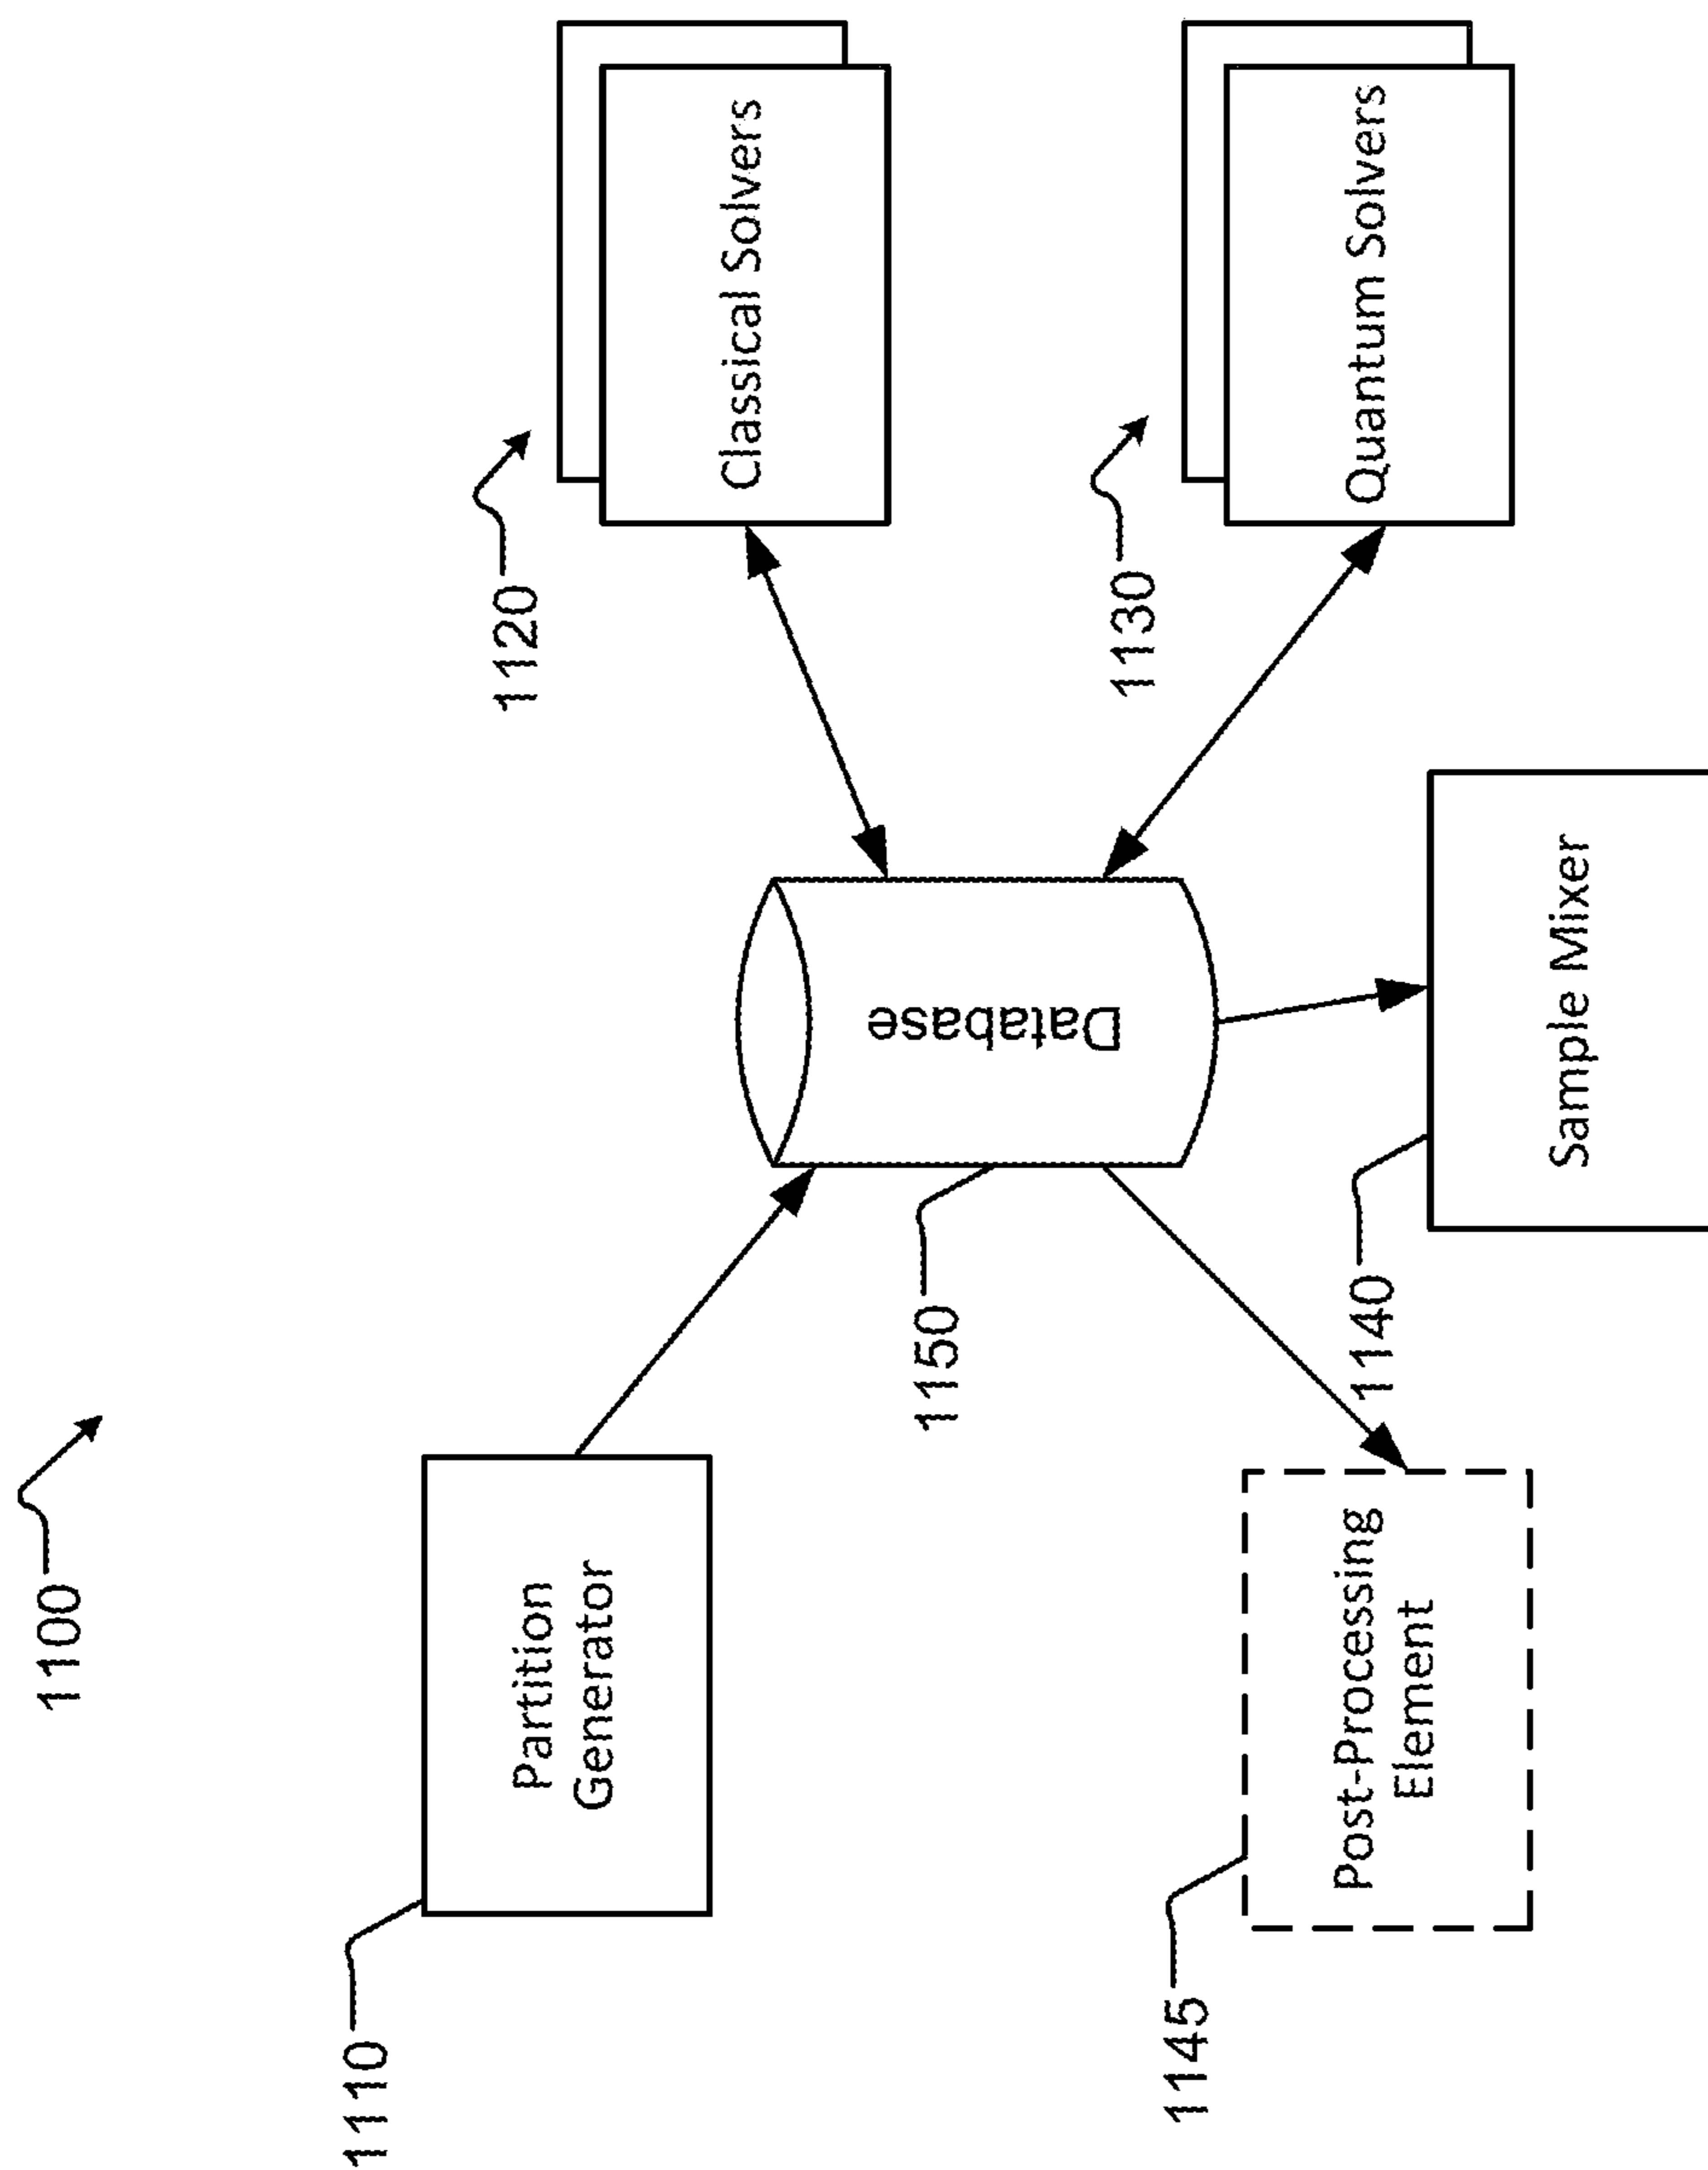 1100
1110
Partition
Generator
1120
Classical Solvers
1150
Database
1130
Quantum Solvers
1145
Post-Processing
Element
1140
Sample Mixer